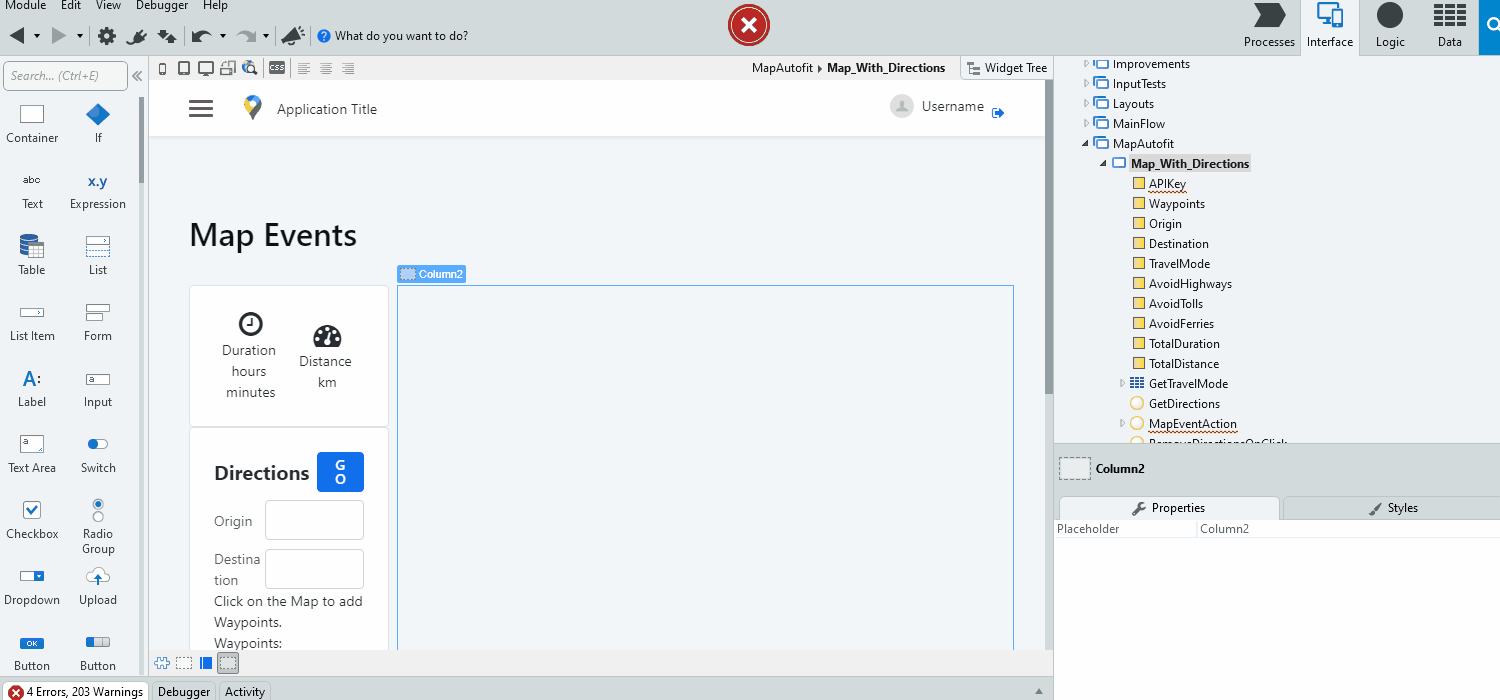 Module Edit View Debugger Help
What do you want to do?
Processes Interface Logic Data
Search... (Ctrl+E)
MapAutofit Map_With_Directions
Widget Tree
CSS
Container If
abc x.y
Text Expression
Table List
List Item Form
A: a
Label Input
a
Text Area Switch
Checkbox Radio Group
Dropdown Upload
OK
Button Button
Application Title
Username
Map Events
Column2
Duration
hours
minutes
Distance
km
Directions
G
O
Origin
Destina
tion
Click on the Map to add
Waypoints.
Waypoints:
Improvements
InputTests
Layouts
MainFlow
MapAutofit
Map_With_Directions
APIKey
Waypoints
Origin
Destination
TravelMode
AvoidHighways
AvoidTolls
AvoidFerries
TotalDuration
TotalDistance
GetTravelMode
GetDirections
MapEventAction
RemoveDirectionsOnClick
Column2
Properties Styles
Placeholder Column2
4 Errors, 203 Warnings Debugger Activity